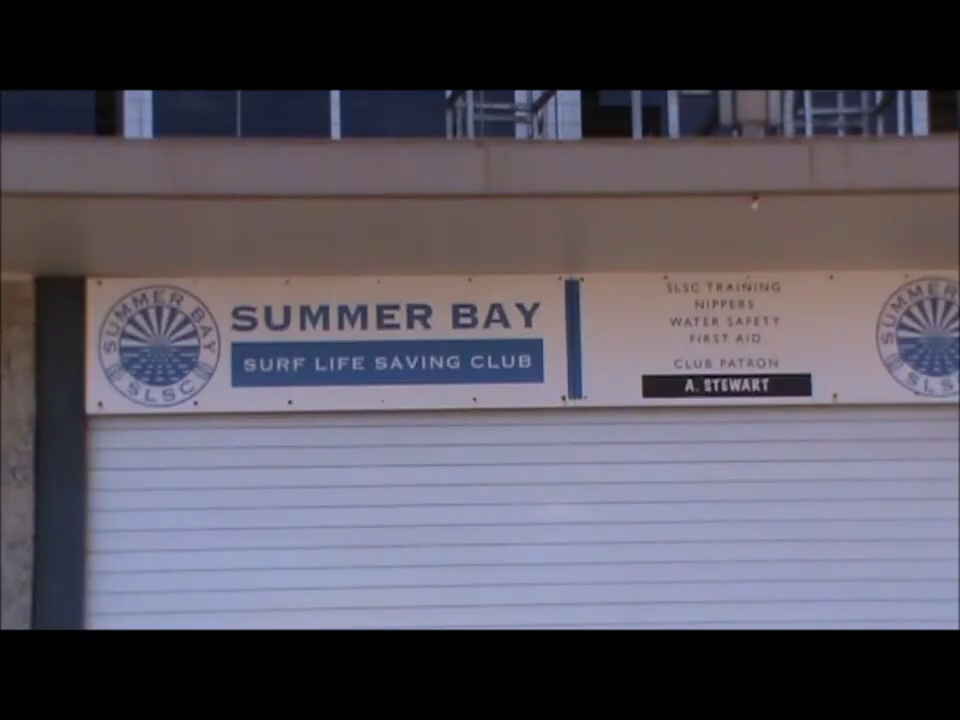 SUMMER BAY
SLSC
SUMMER BAY
SURF LIFE SAVING CLUB
SLSC TRAINING
NIPPERS
WATER SAFETY
FIRST AID
CLUB PATRON
A. STEWART
SUMMER
SLS